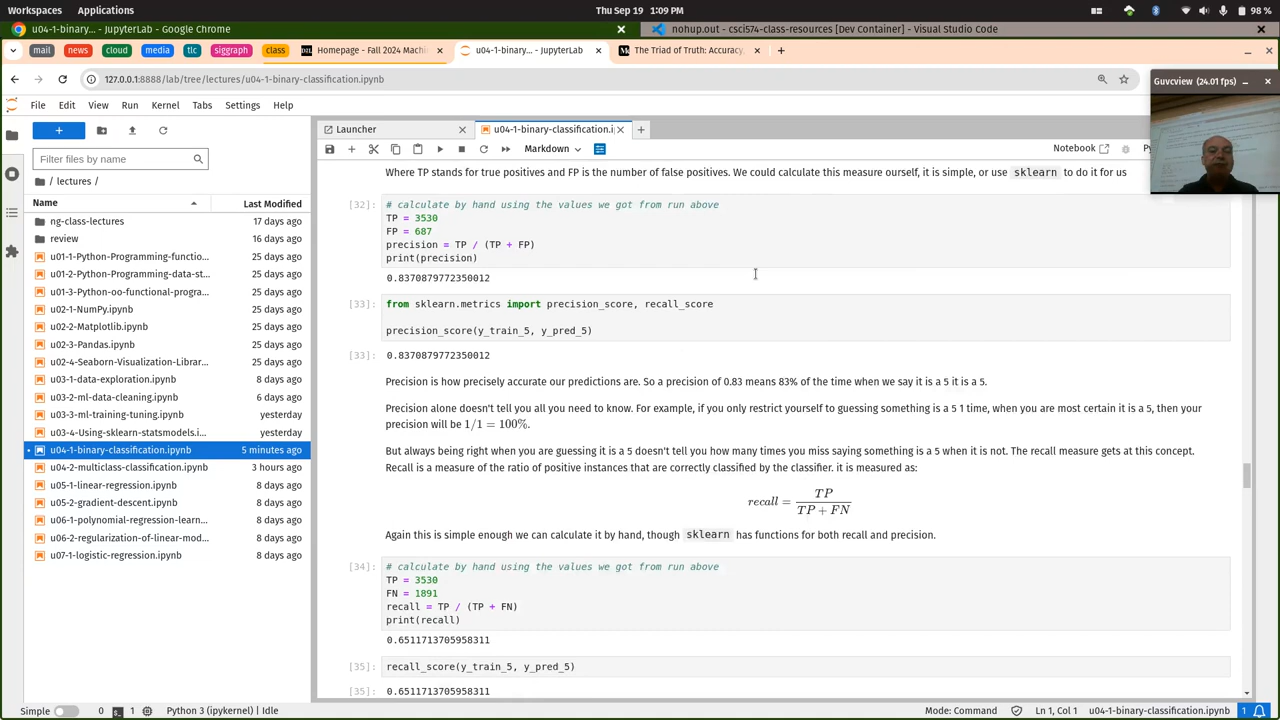 Workspaces Applications Thu Sep 19 1:09 PM 98 %
u04-1-binary-... - JupyterLab - Google Chrome nohup.out - csci574-class-resources [Dev Container] - Visual Studio Code
mail news cloud media tlc siggraph class Homepage - Fall 2024 Machi u04-1-binary-... - JupyterLab The Triad of Truth: Accuracy,
127.0.0.1:8888/lab/tree/lectures/u04-1-binary-classification.ipynb
Guvcview (24.01 fps)
File Edit View Run Kernel Tabs Settings Help
Launcher u04-1-binary-classification.i
Markdown Notebook Py
Filter files by name
/ lectures /
Name Last Modified
ng-class-lectures 17 days ago
review 16 days ago
u01-1-Python-Programming-functio... 25 days ago
u01-2-Python-Programming-data-st... 25 days ago
u01-3-Python-oo-functional-progra... 25 days ago
u02-1-NumPy.ipynb 25 days ago
u02-2-Matplotlib.ipynb 25 days ago
u02-3-Pandas.ipynb 25 days ago
u02-4-Seaborn-Visualization-Librar... 25 days ago
u03-1-data-exploration.ipynb 8 days ago
u03-2-ml-data-cleaning.ipynb 6 days ago
u03-3-ml-training-tuning.ipynb yesterday
u03-4-Using-sklearn-statsmodels.i... yesterday
u04-1-binary-classification.ipynb 5 minutes ago
u04-2-multiclass-classification.ipynb 3 hours ago
u05-1-linear-regression.ipynb 8 days ago
u05-2-gradient-descent.ipynb 8 days ago
u06-1-polynomial-regression-learn... 8 days ago
u06-2-regularization-of-linear-mod... 8 days ago
u07-1-logistic-regression.ipynb 8 days ago
Where TP stands for true positives and FP is the number of false positives. We could calculate this measure ourself, it is simple, or use sklearn to do it for us
[32]: # calculate by hand using the values we got from run above
TP = 3530
FP = 687
precision = TP / (TP + FP)
print(precision)
0.8370879772350012
[33]: from sklearn.metrics import precision_score, recall_score
precision_score(y_train_5, y_pred_5)
[33]: 0.8370879772350012
Precision is how precisely accurate our predictions are. So a precision of 0.83 means 83% of the time when we say it is a 5 it is a 5.
Precision alone doesn't tell you all you need to know. For example, if you only restrict yourself to guessing something is a 5 1 time, when you are most certain it is a 5, then your
precision will be 1/1 = 100%.
But always being right when you are guessing it is a 5 doesn't tell you how many times you miss saying something is a 5 when it is not. The recall measure gets at this concept.
Recall is a measure of the ratio of positive instances that are correctly classified by the classifier. it is measured as:
recall = TP / TP + FN
Again this is simple enough we can calculate it by hand, though sklearn has functions for both recall and precision.
[34]: # calculate by hand using the values we got from run above
TP = 3530
FN = 1891
recall = TP / (TP + FN)
print(recall)
0.6511713705958311
[35]: recall_score(y_train_5, y_pred_5)
[35]: 0.6511713705958311
Simple 0 1 Python 3 (ipykernel) | Idle Mode: Command Ln 1, Col 1 u04-1-binary-classification.ipynb 1